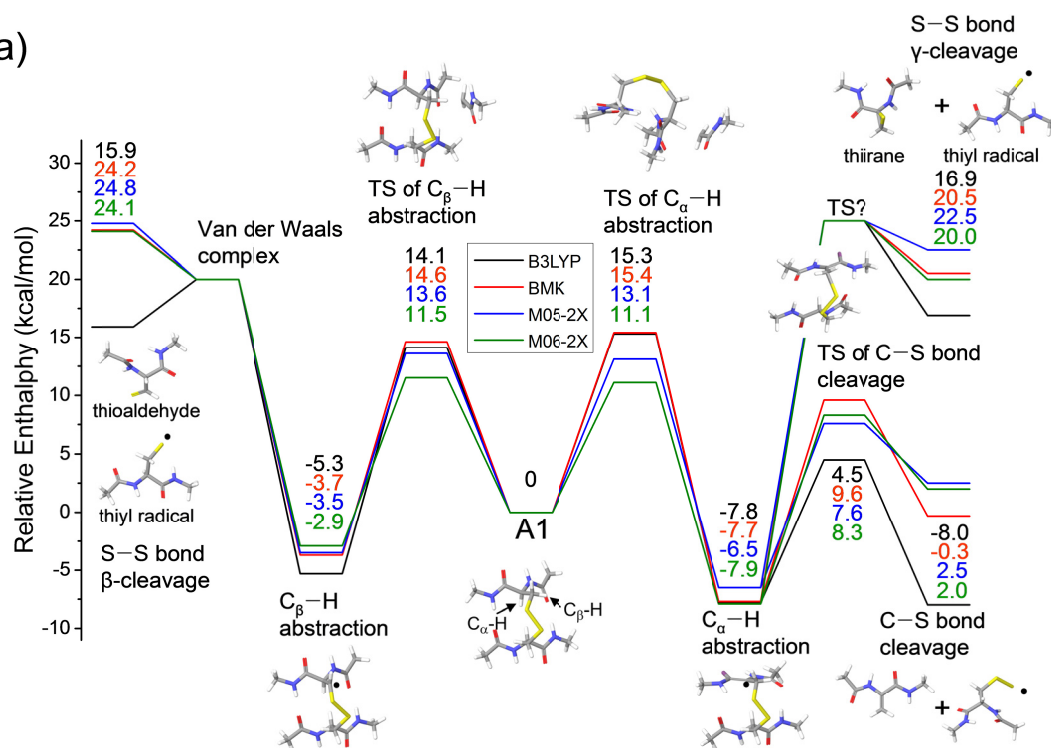 a)
S−S bond
γ-cleavage
+
thiirane
thiyl radical
15.9
24.2
24.8
24.1
Van der Waals
complex
TS of Cβ−H
abstraction
14.1
14.6
13.6
11.5
TS of Cα−H
abstraction
15.3
15.4
13.1
11.1
TS?
16.9
20.5
22.5
20.0
B3LYP
BMK
M05-2X
M06-2X
Relative Enthalpy (kcal/mol)
30
25
20
15
10
5
0
-5
-10
thioaldehyde
thiyl radical
S−S bond
β-cleavage
-5.3
-3.7
-3.5
-2.9
Cβ−H
abstraction
0
A1
Cα-H
Cβ-H
-7.8
-7.7
-6.5
-7.9
Cα−H
abstraction
TS of C−S bond
cleavage
4.5
9.6
7.6
8.3
-8.0
-0.3
2.5
2.0
C−S bond
cleavage
+